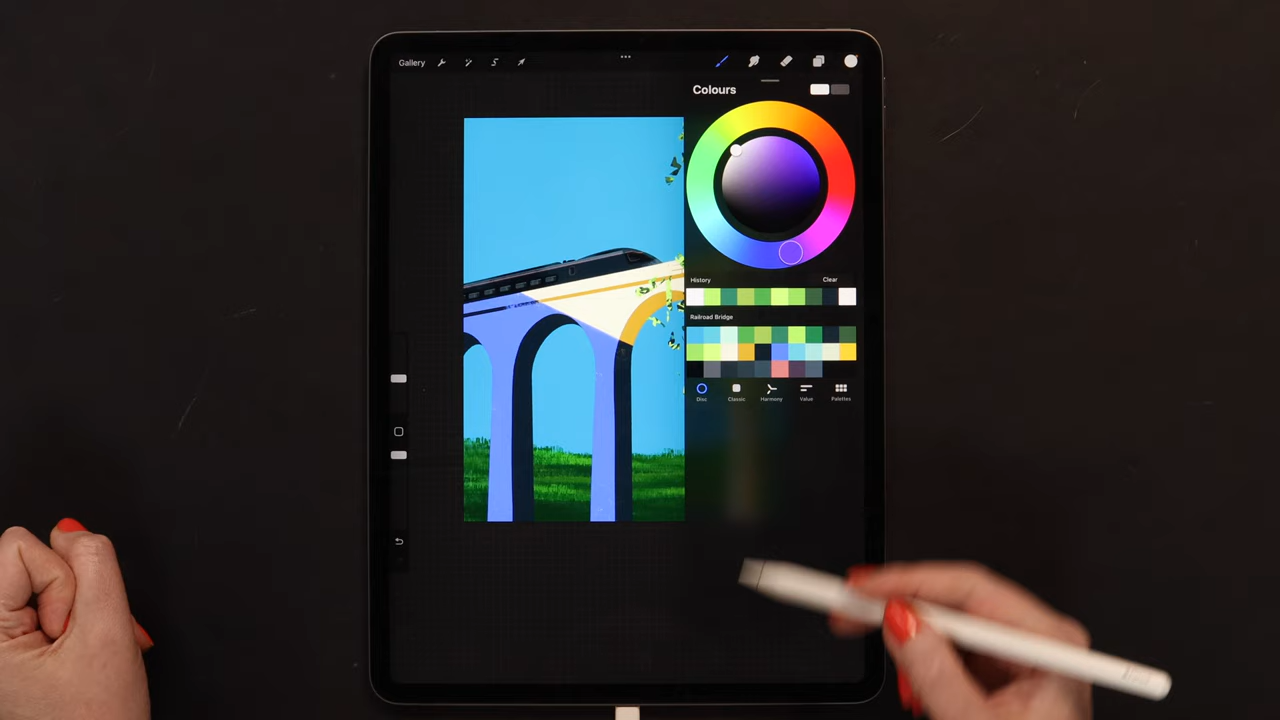 Gallery
Colours
History Clear
Railroad Bridge
Disc Classic Harmony Value Palettes